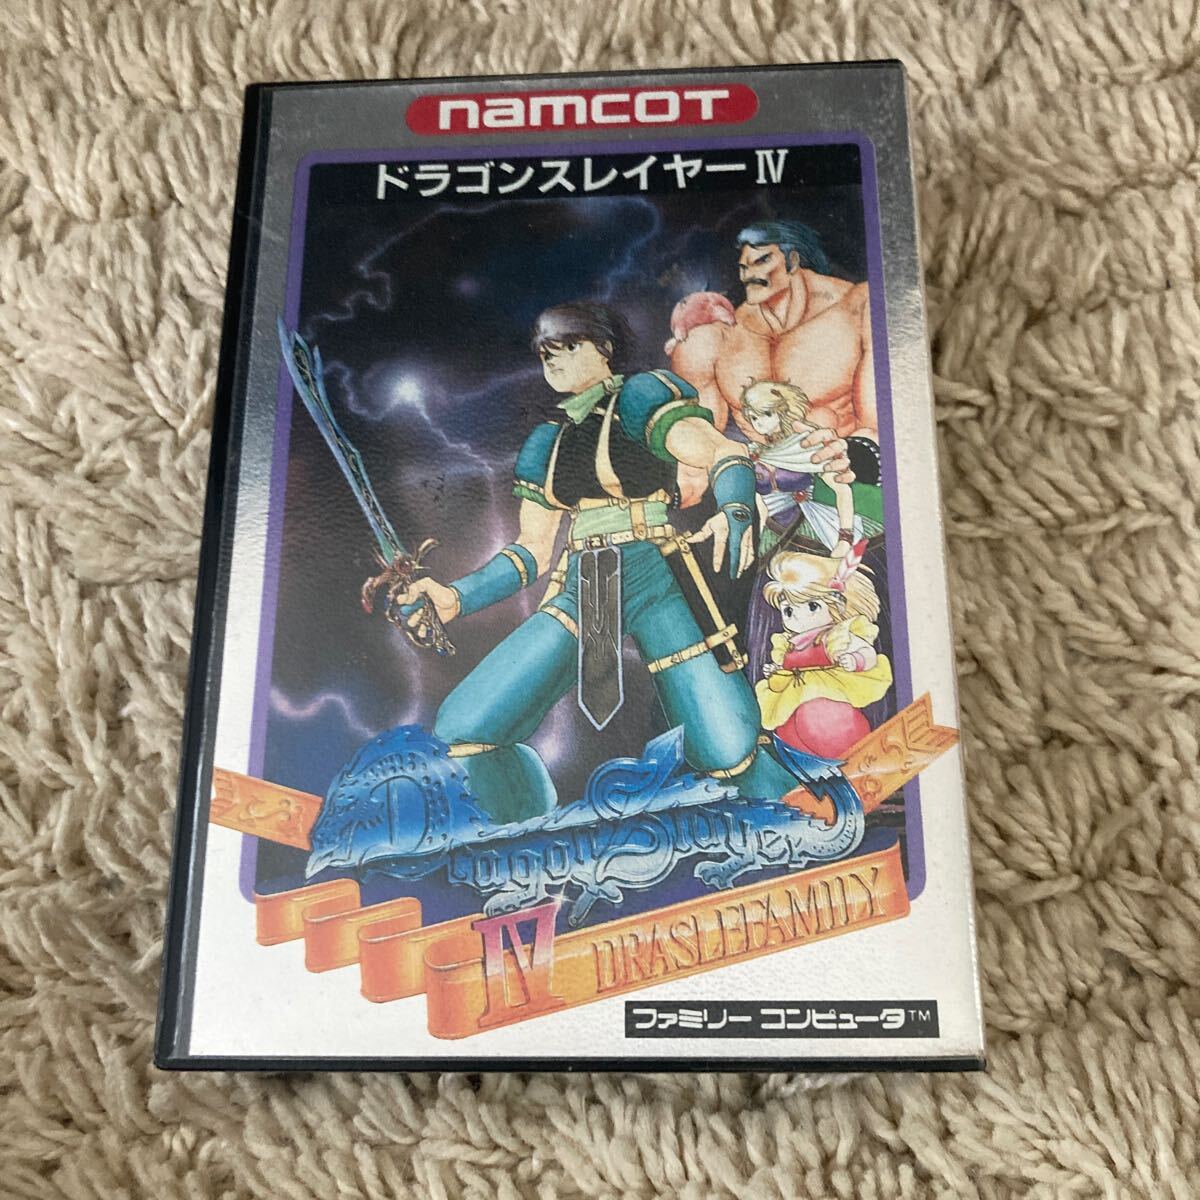 namcot
ドラゴンスレイヤーIV
Dragon Slayer
IV DRASLEFAMILY
ファミリーコンピュータ™